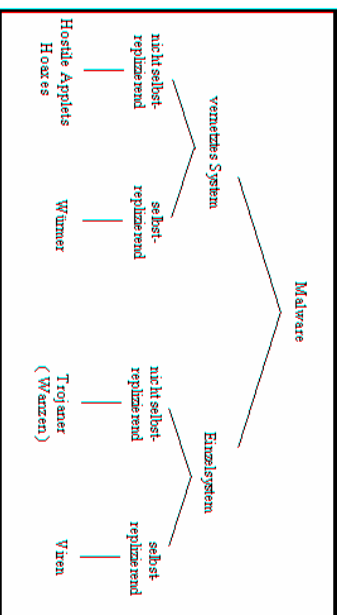 Malware
vernetztes System
Einzelsystem
nicht selbst-
replizierend
selbst-
replizierend
nicht selbst-
replizierend
selbst-
replizierend
Hostile Applets
Hoaxes
Würmer
Trojaner
( Wanzen )
Viren